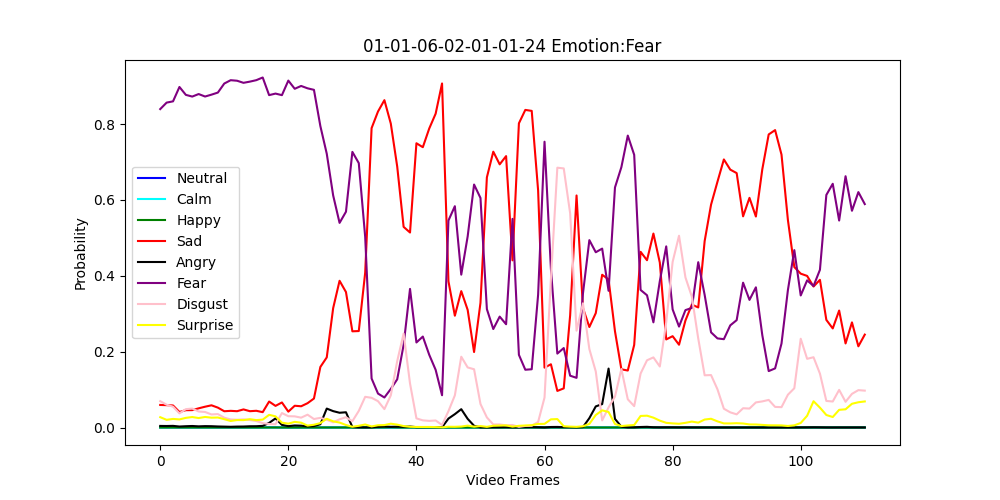 01-01-06-02-01-01-24 Emotion:Fear
Probability
0.8
0.6
0.4
0.2
0.0
Neutral
Calm
Happy
Sad
Angry
Fear
Disgust
Surprise
0 20 40 60 80 100
Video Frames